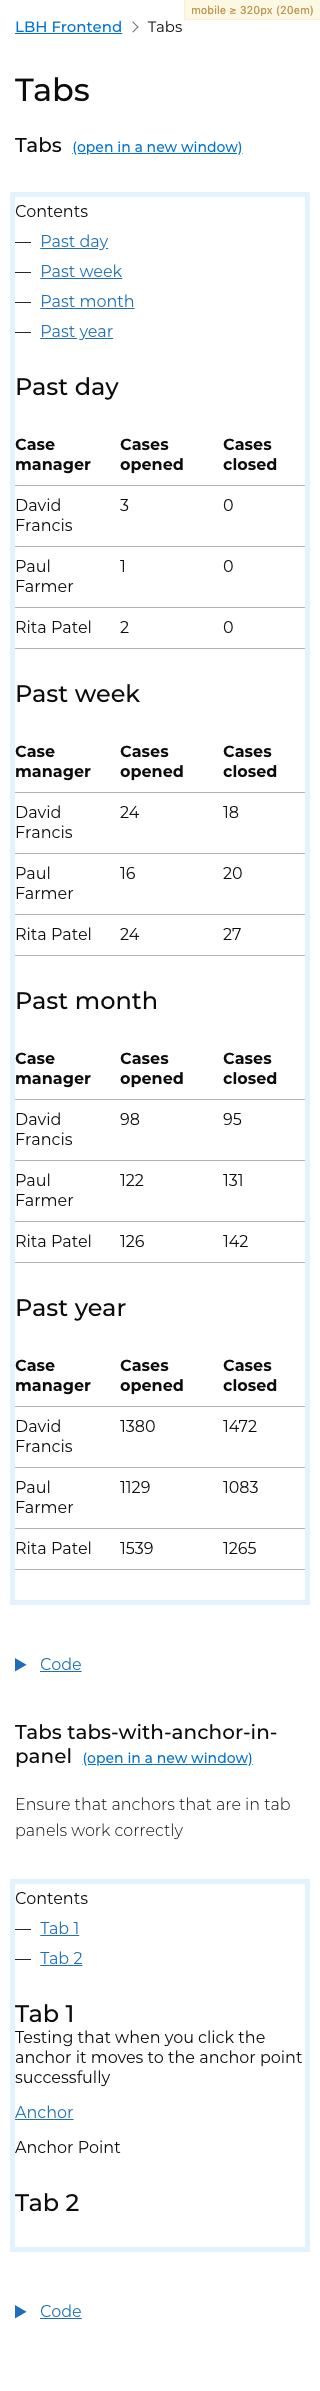 mobile ≥ 320px (20em)
LBH Frontend > Tabs
Tabs
Tabs (open in a new window)
Contents
— Past day
— Past week
— Past month
— Past year
Past day
Case manager Cases opened Cases closed
David Francis 3 0
Paul Farmer 1 0
Rita Patel 2 0
Past week
Case manager Cases opened Cases closed
David Francis 24 18
Paul Farmer 16 20
Rita Patel 24 27
Past month
Case manager Cases opened Cases closed
David Francis 98 95
Paul Farmer 122 131
Rita Patel 126 142
Past year
Case manager Cases opened Cases closed
David Francis 1380 1472
Paul Farmer 1129 1083
Rita Patel 1539 1265
Code
Tabs tabs-with-anchor-in-
panel (open in a new window)
Ensure that anchors that are in tab
panels work correctly
Contents
— Tab 1
— Tab 2
Tab 1
Testing that when you click the
anchor it moves to the anchor point
successfully
Anchor
Anchor Point
Tab 2
Code